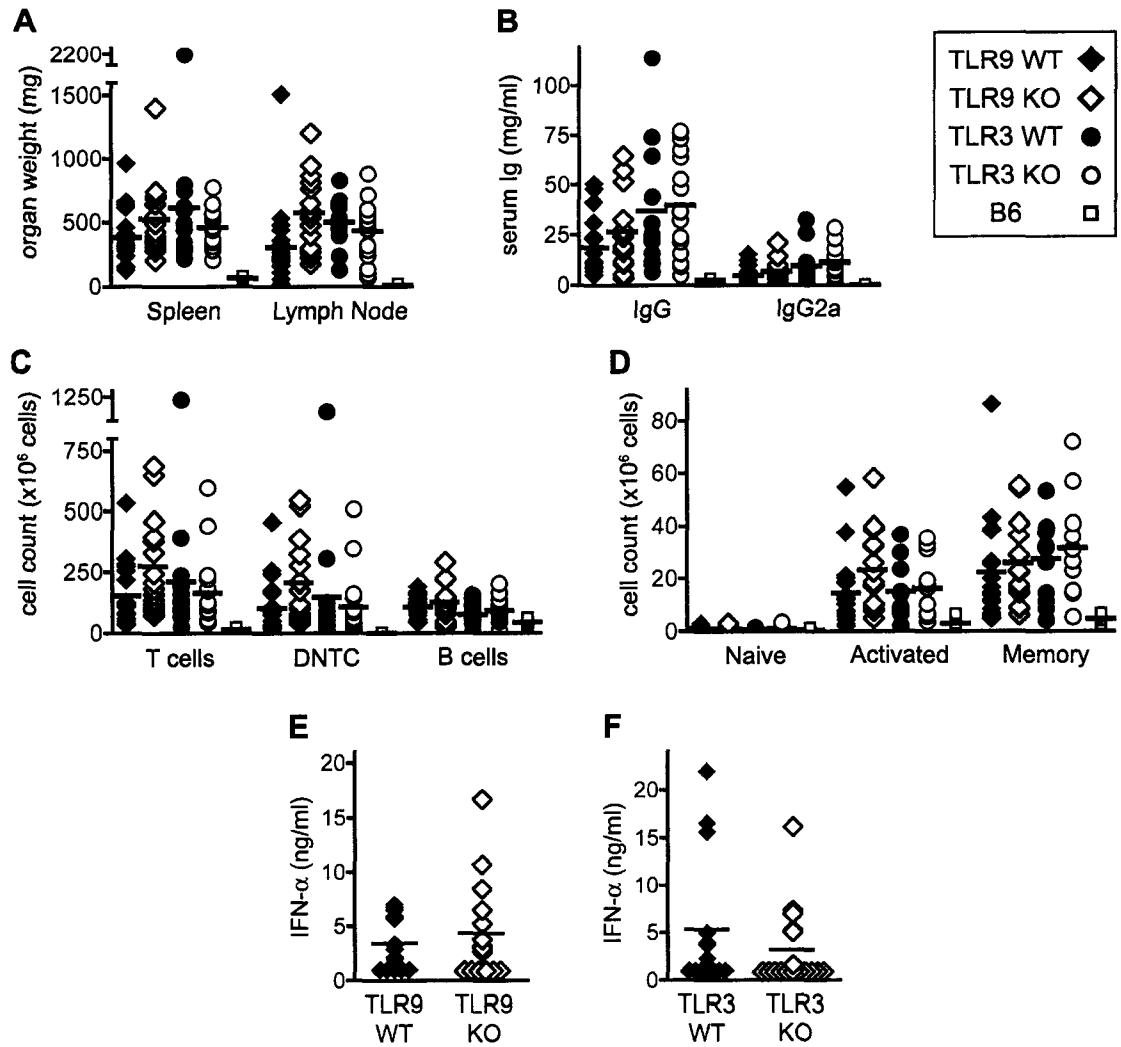 A
organ weight (mg)
2200
1500
1000
500
0
Spleen
Lymph Node
B
serum Ig (mg/ml)
100
75
50
25
0
IgG
IgG2a
TLR9 WT
TLR9 KO
TLR3 WT
TLR3 KO
B6
C
cell count (x10⁶ cells)
1250
750
500
250
0
T cells
DNTC
B cells
D
cell count (x10⁶ cells)
80
60
40
20
0
Naive
Activated
Memory
E
IFN-α (ng/ml)
20
15
10
5
0
TLR9
WT
TLR9
KO
F
IFN-α (ng/ml)
20
15
10
5
0
TLR3
WT
TLR3
KO